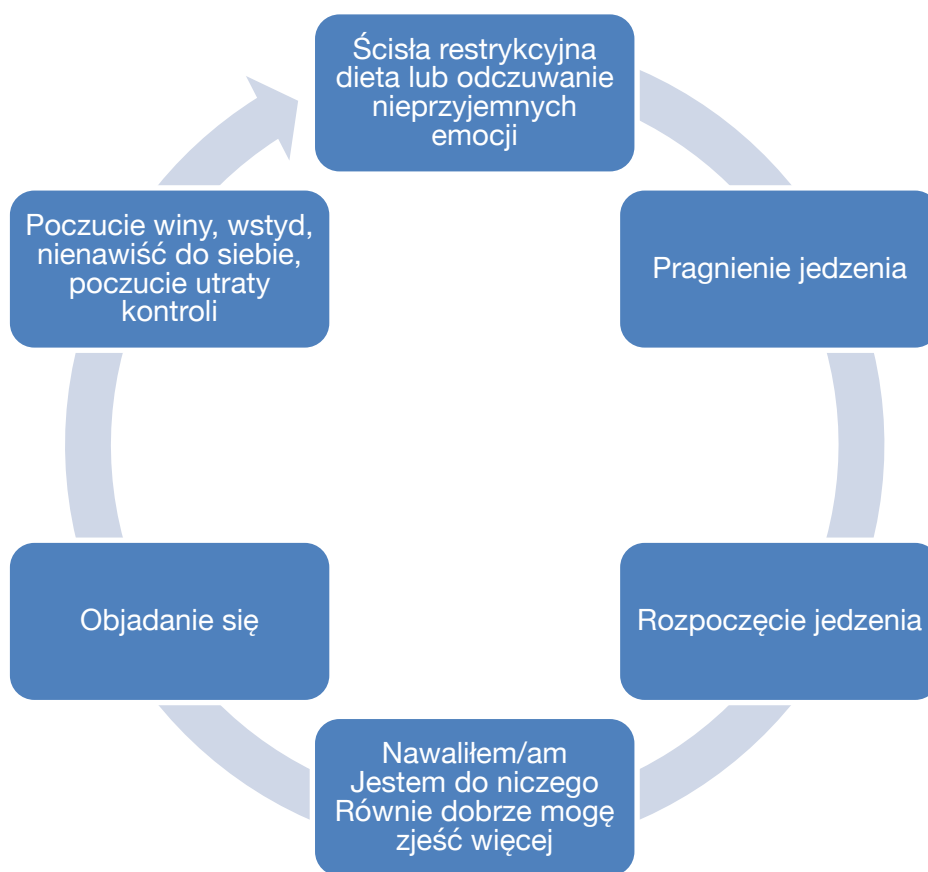 Ścisła restrykcyjna
dieta lub odczuwanie
nieprzyjemnych
emocji
Pragnienie jedzenia
Rozpoczęcie jedzenia
Nawaliłem/am
Jestem do niczego
Równie dobrze mogę
zjeść więcej
Objadanie się
Poczucie winy, wstyd,
nienawiść do siebie,
poczucie utraty
kontroli